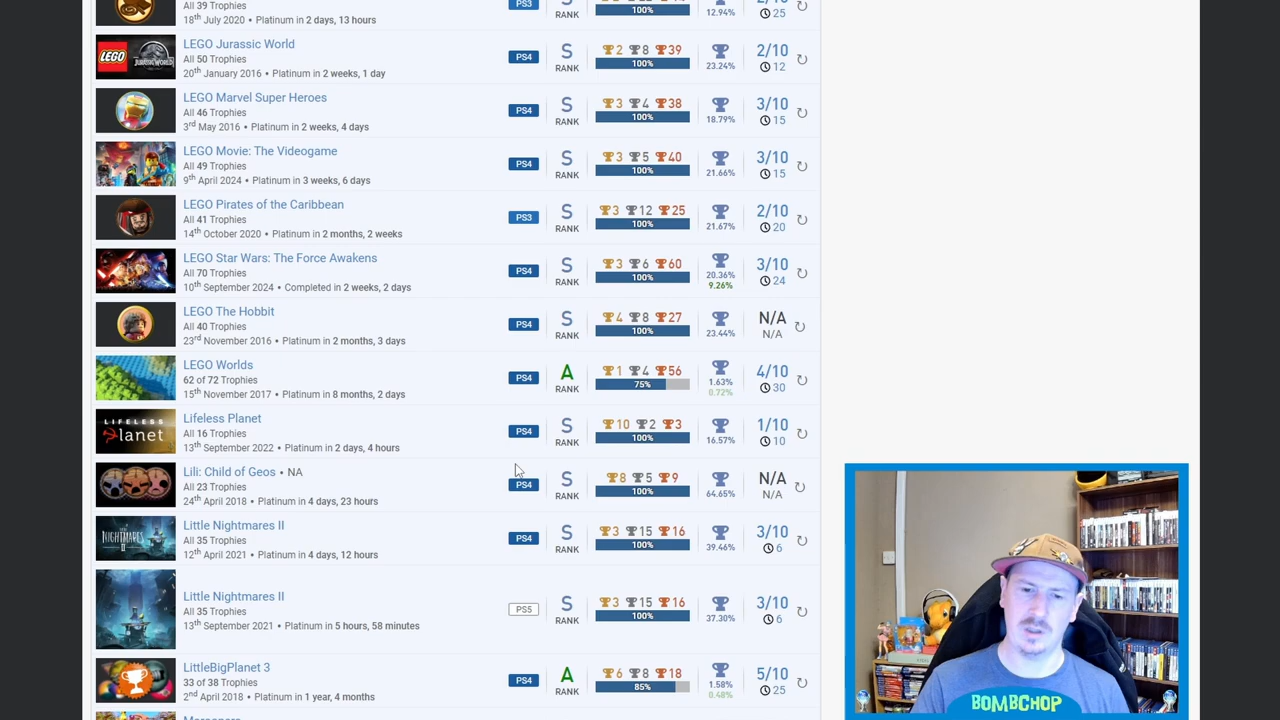 All 39 Trophies
18th July 2020 • Platinum in 2 days, 13 hours
PS3
RANK
100%
12.94%
25
LEGO Jurassic World
All 50 Trophies
20th January 2016 • Platinum in 2 weeks, 1 day
LEGO JURASSIC WORLD
PS4
S RANK
2 8 39
100%
23.24%
2/10
12
LEGO Marvel Super Heroes
All 46 Trophies
3rd May 2016 • Platinum in 2 weeks, 4 days
PS4
S RANK
3 4 38
100%
18.79%
3/10
15
LEGO Movie: The Videogame
All 49 Trophies
9th April 2024 • Platinum in 3 weeks, 6 days
PS4
S RANK
3 5 40
100%
21.66%
3/10
15
LEGO Pirates of the Caribbean
All 41 Trophies
14th October 2020 • Platinum in 2 months, 2 weeks
PS3
S RANK
3 12 25
100%
21.67%
2/10
20
LEGO Star Wars: The Force Awakens
All 70 Trophies
10th September 2024 • Completed in 2 weeks, 2 days
PS4
S RANK
3 6 60
100%
20.36%
9.26%
3/10
24
LEGO The Hobbit
All 40 Trophies
23rd November 2016 • Platinum in 2 months, 3 days
PS4
S RANK
4 8 27
100%
23.44%
N/A
N/A
LEGO Worlds
62 of 72 Trophies
15th November 2017 • Platinum in 8 months, 2 days
PS4
A RANK
1 4 56
75%
1.63%
0.72%
4/10
30
LIFELESS Planet
Lifeless Planet
All 16 Trophies
13th September 2022 • Platinum in 2 days, 4 hours
PS4
S RANK
10 2 3
100%
16.57%
1/10
10
Lili: Child of Geos • NA
All 23 Trophies
24th April 2018 • Platinum in 4 days, 23 hours
PS4
S RANK
8 5 9
100%
64.65%
N/A
N/A
NIGHTMARES II
Little Nightmares II
All 35 Trophies
12th April 2021 • Platinum in 4 days, 12 hours
PS4
S RANK
3 15 16
100%
39.46%
3/10
6
Little Nightmares II
All 35 Trophies
13th September 2021 • Platinum in 5 hours, 58 minutes
PS5
S RANK
3 15 16
100%
37.30%
3/10
6
LittleBigPlanet 3
33 of 38 Trophies
2nd April 2018 • Platinum in 1 year, 4 months
PS4
A RANK
6 8 18
85%
1.58%
0.48%
5/10
25
BOMBCHOP